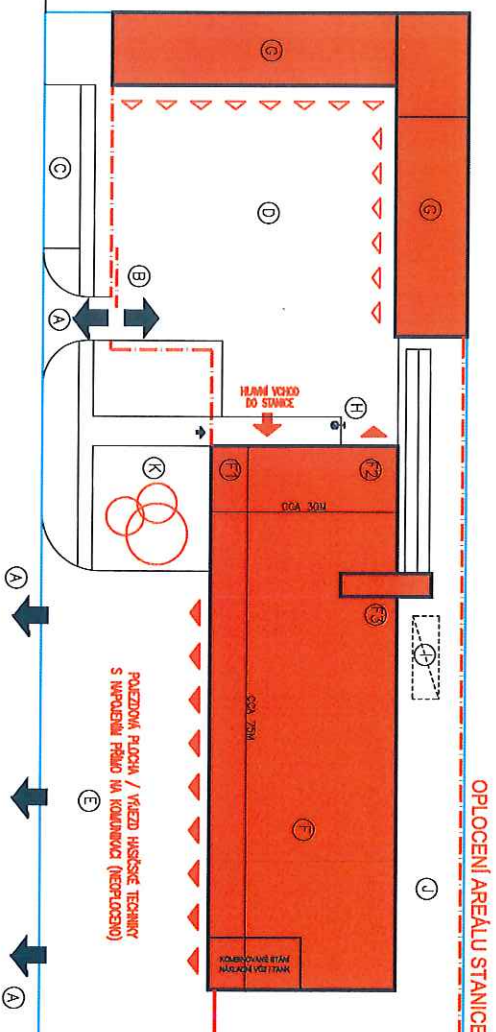 OPLOCENÍ AREÁLU STANICE
G
G
C
D
B
A
HLAVNÍ VCHOD
DO STANICE
H
K
F1
F2
CCA 30M
F3
CCA 75M
F
J
A
E
A
POJEZDOVÁ PLOCHA / VÝJEZD HASIČSKÉ TECHNIKY
S NAPOJENÍM PŘÍMO NA KOMUNIKACI (NEOPLOCENO)
KOMBINOVANÉ STÁNÍ
NÁKLADNÍ VŮZ / TANK